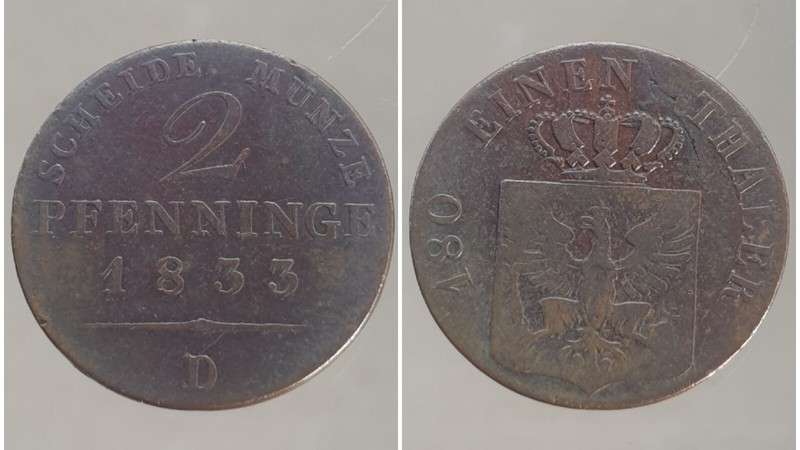 SCHEIDE MÜNZE
2
PFENNINGE
1833
D
180 EINEN THALER